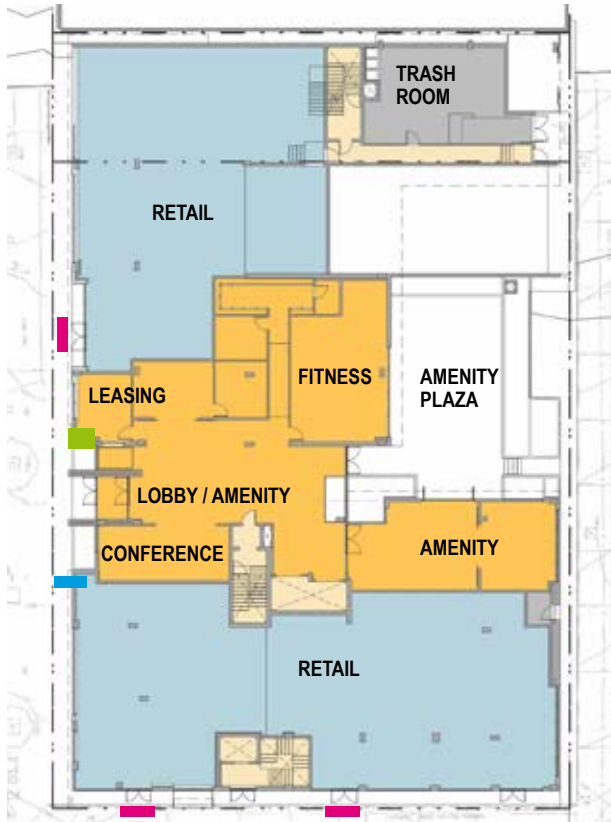 TRASH
ROOM
RETAIL
FITNESS
AMENITY
PLAZA
LEASING
LOBBY / AMENITY
CONFERENCE
AMENITY
RETAIL